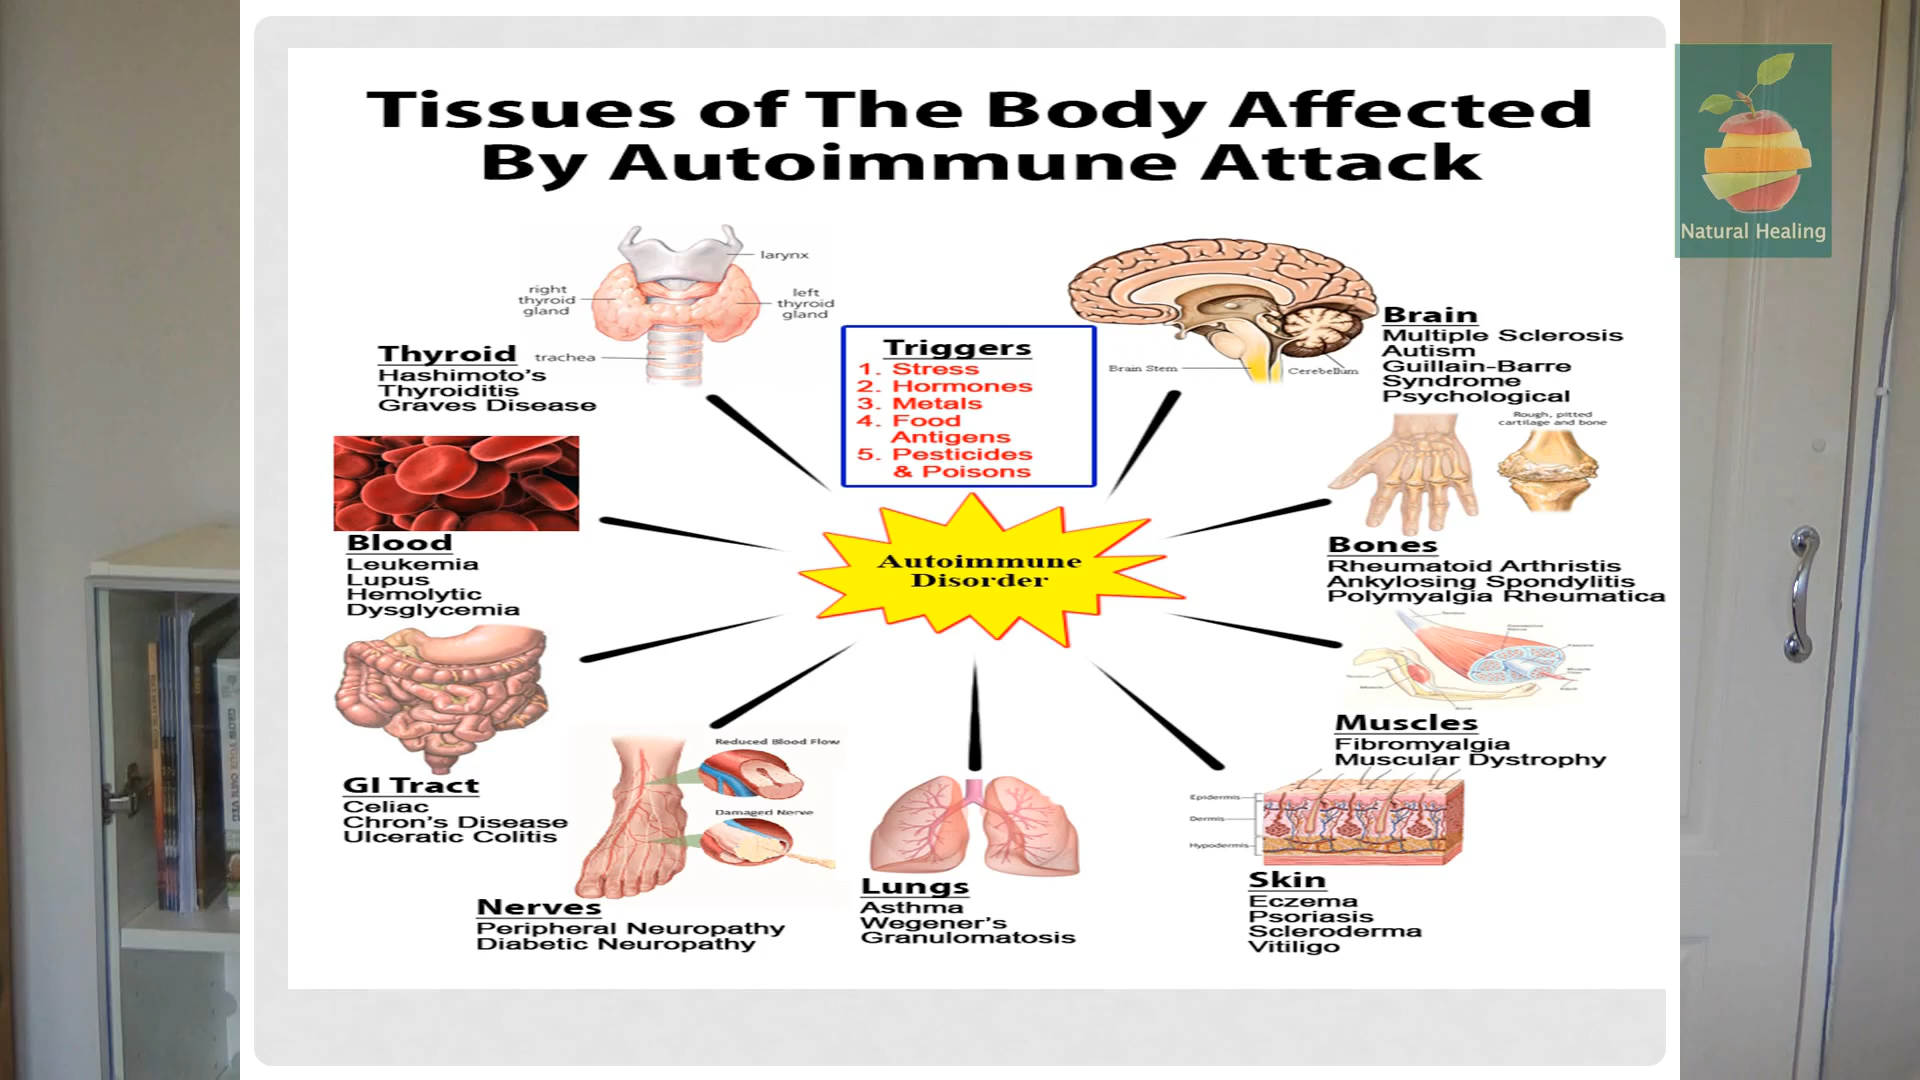 Tissues of The Body Affected
By Autoimmune Attack
Natural Healing
larynx
right
thyroid
gland
left
thyroid
gland
trachea
Thyroid
Hashimoto's
Thyroiditis
Graves Disease
Triggers
1. Stress
2. Hormones
3. Metals
4. Food
Antigens
5. Pesticides
& Poisons
Brain Stem
Cerebellum
Brain
Multiple Sclerosis
Autism
Guillain-Barre
Syndrome
Psychological
Rough, pitted
cartilage and bone
Blood
Leukemia
Lupus
Hemolytic
Dysglycemia
Autoimmune
Disorder
Bones
Rheumatoid Arthristis
Ankylosing Spondylitis
Polymyalgia Rheumatica
Muscles
Fibromyalgia
Muscular Dystrophy
GI Tract
Celiac
Chron's Disease
Ulceratic Colitis
Reduced Blood Flow
Damaged Nerve
Nerves
Peripheral Neuropathy
Diabetic Neuropathy
Lungs
Asthma
Wegener's
Granulomatosis
Epidermis
Dermis
Hypodermis
Skin
Eczema
Psoriasis
Scleroderma
Vitiligo